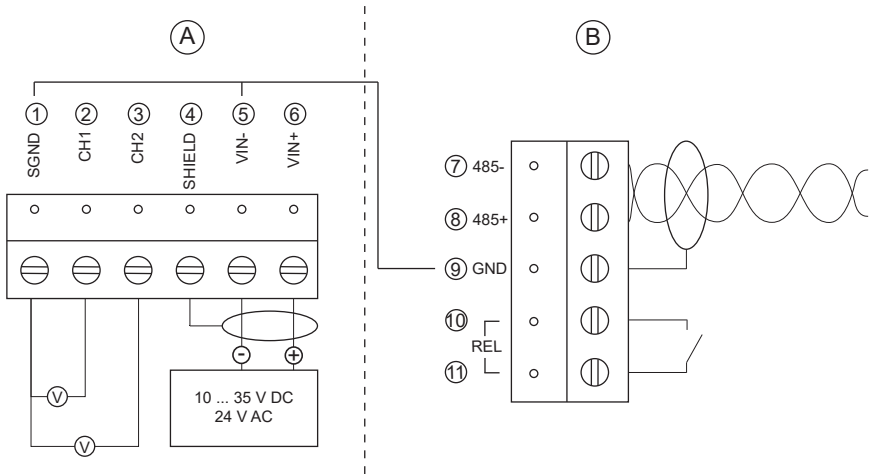 A
B
1
2
3
4
5
6
SGND
CH1
CH2
SHIELD
VIN-
VIN+
7 485-
8 485+
9 GND
10
REL
11
- +
V
V
10 ... 35 V DC
24 V AC